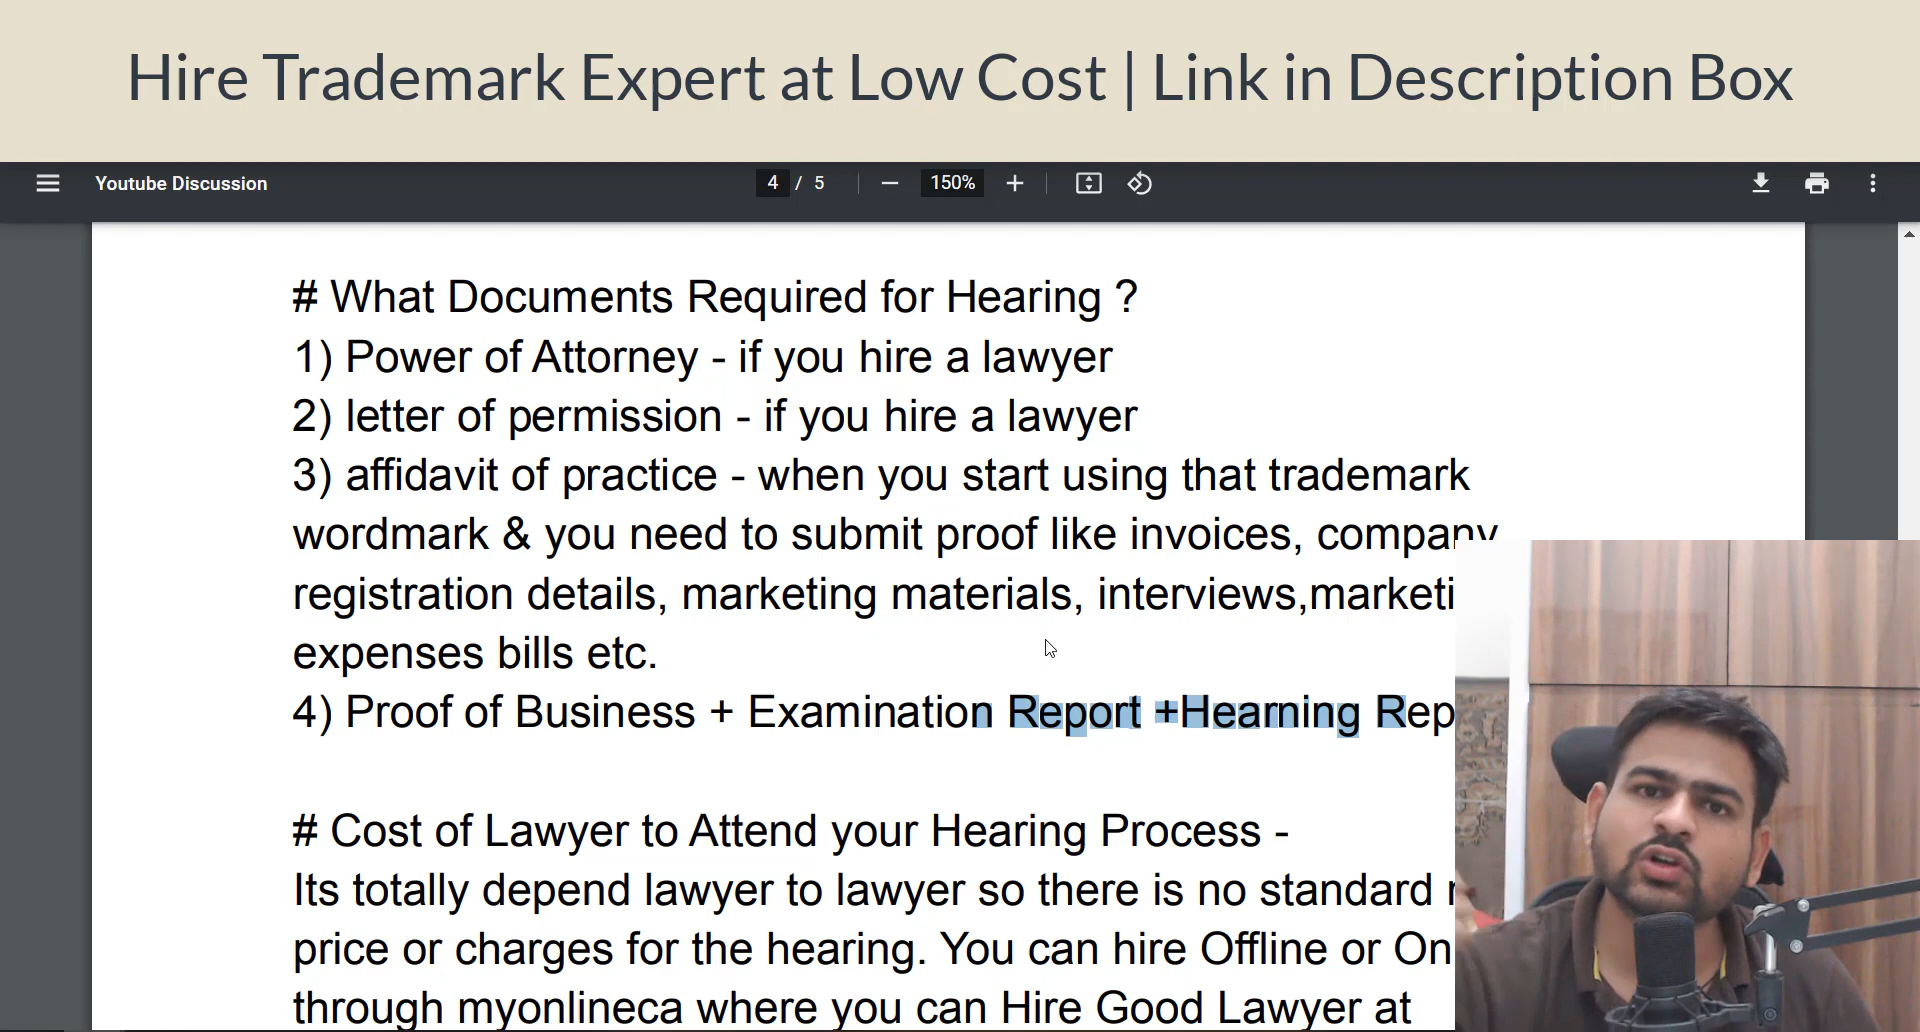 Hire Trademark Expert at Low Cost | Link in Description Box
Youtube Discussion
4 / 5
150%
# What Documents Required for Hearing ?
1) Power of Attorney - if you hire a lawyer
2) letter of permission - if you hire a lawyer
3) affidavit of practice - when you start using that trademark
wordmark & you need to submit proof like invoices, company
registration details, marketing materials, interviews,marketi
expenses bills etc.
4) Proof of Business + Examination Report +Hearning Rep
# Cost of Lawyer to Attend your Hearing Process -
Its totally depend lawyer to lawyer so there is no standard
price or charges for the hearing. You can hire Offline or On
through myonlineca where you can Hire Good Lawyer at